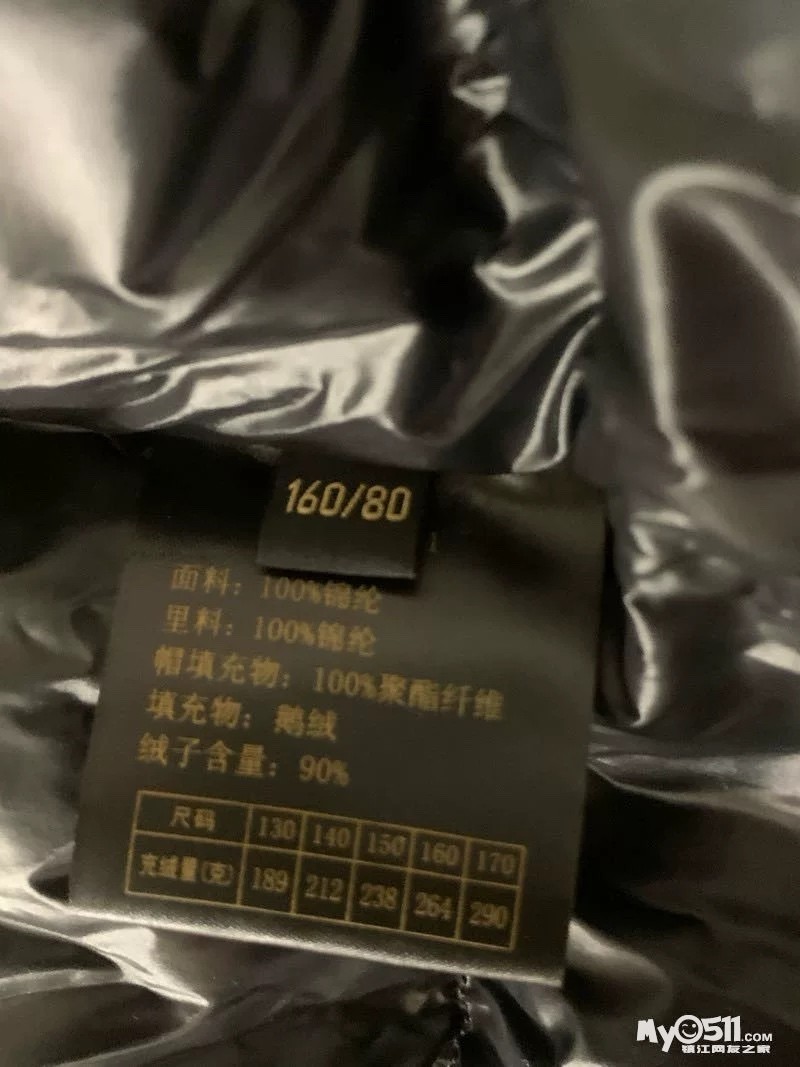 160/80
面料：100%锦纶
里料：100%锦纶
帽填充物：100%聚酯纤维
填充物：鹅绒
绒子含量：90%
尺码 130 140 150 160 170
充绒量(克) 189 212 238 264 290
My0511.COM
镇江网友之家